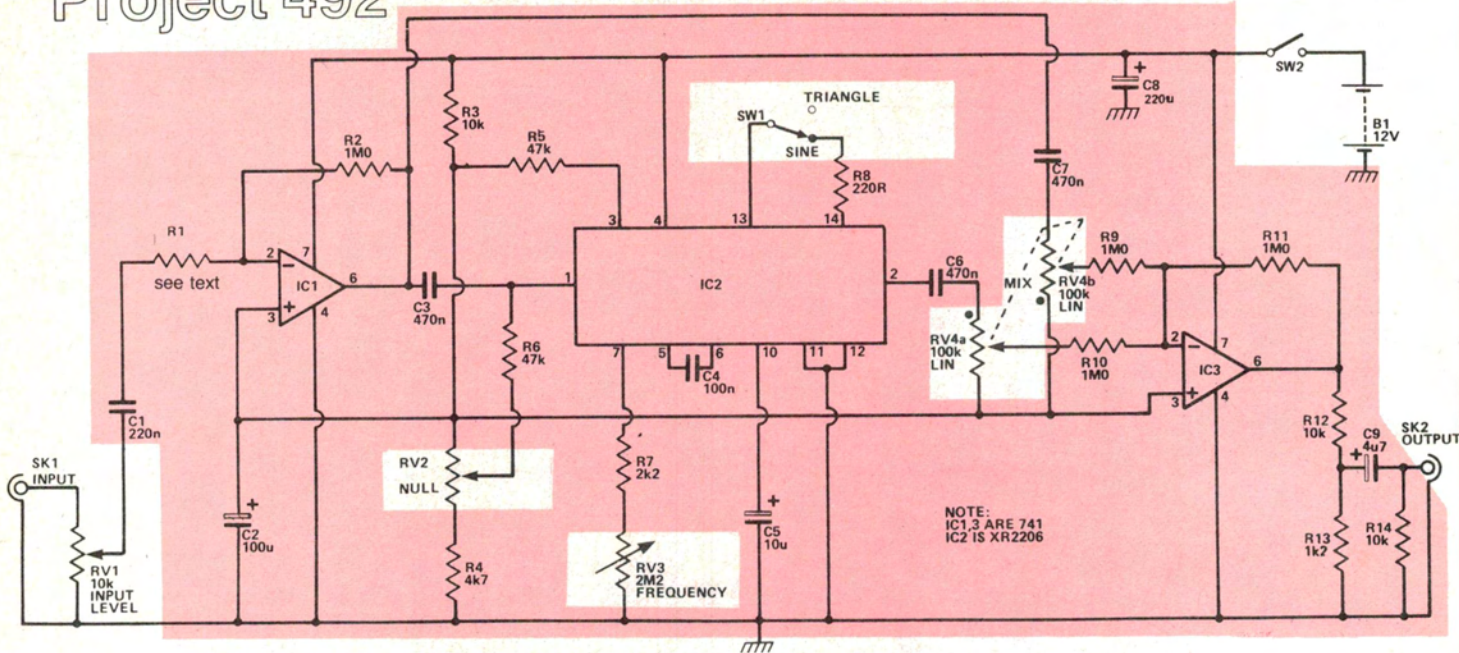 Project 492
R1
see text
R2
1M0
2
7
IC1
6
3
4
C1
220n
SK1
INPUT
RV1
10k
INPUT
LEVEL
C2
100u
R3
10k
R5
47k
C3
470n
R6
47k
RV2
NULL
R4
4k7
3
4
13
14
1
IC2
2
7
5
6
10
11
12
C4
100n
R7
2k2
RV3
2M2
FREQUENCY
C5
10u
TRIANGLE
SW1
SINE
R8
220R
C6
470n
RV4a
100k
LIN
MIX
RV4b
100k
LIN
C7
470n
C8
220u
SW2
B1
12V
R9
1M0
R10
1M0
R11
1M0
2
7
IC3
6
3
4
R12
10k
C9
4u7
SK2
OUTPUT
R13
1k2
R14
10k
NOTE:
IC1,3 ARE 741
IC2 IS XR2206